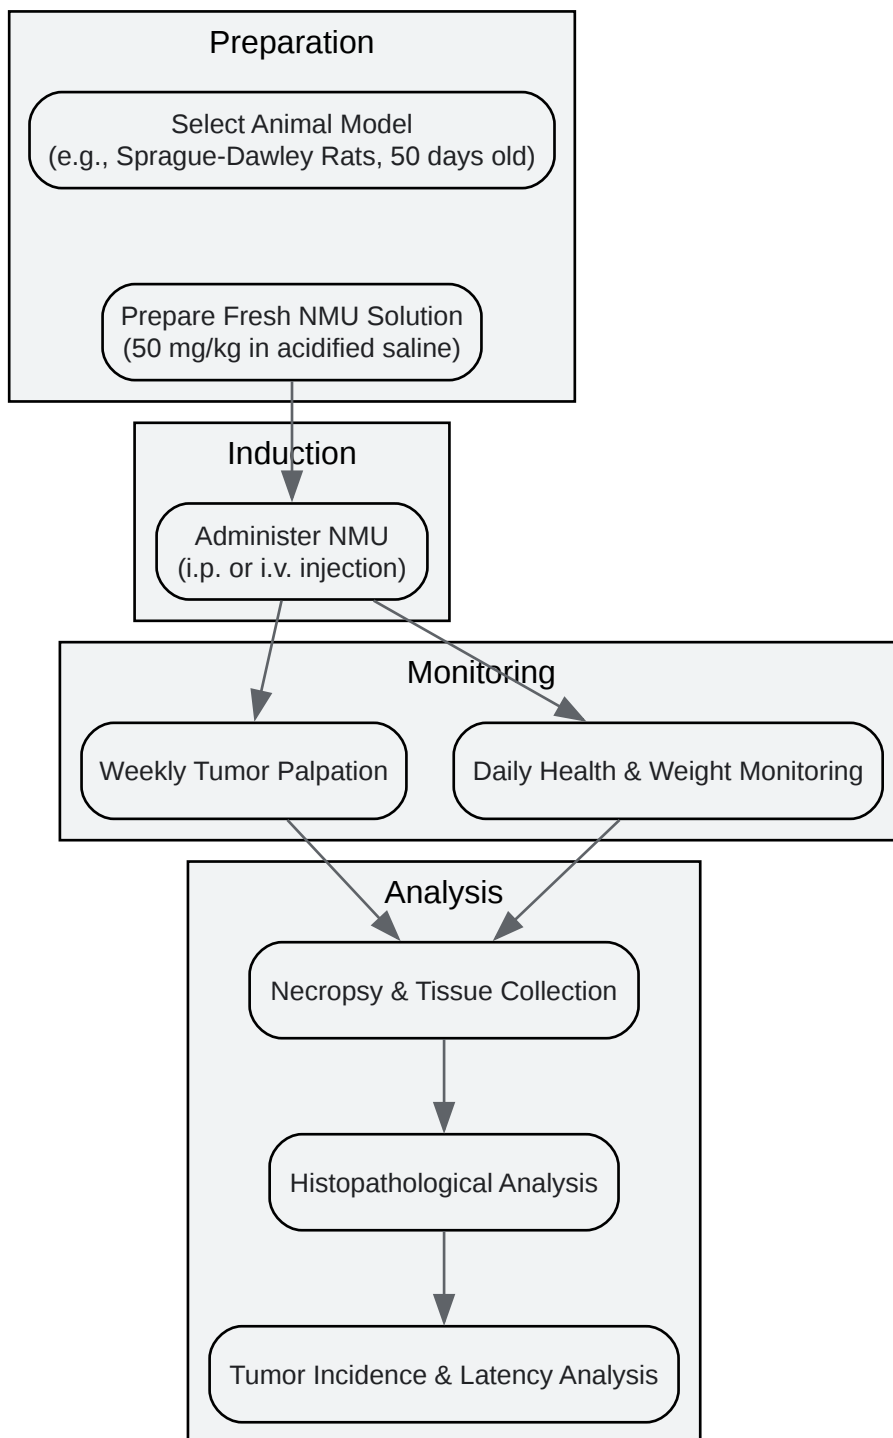 Preparation
Select Animal Model
(e.g., Sprague-Dawley Rats, 50 days old)
Prepare Fresh NMU Solution
(50 mg/kg in acidified saline)
Induction
Administer NMU
(i.p. or i.v. injection)
Monitoring
Weekly Tumor Palpation
Daily Health & Weight Monitoring
Analysis
Necropsy & Tissue Collection
Histopathological Analysis
Tumor Incidence & Latency Analysis